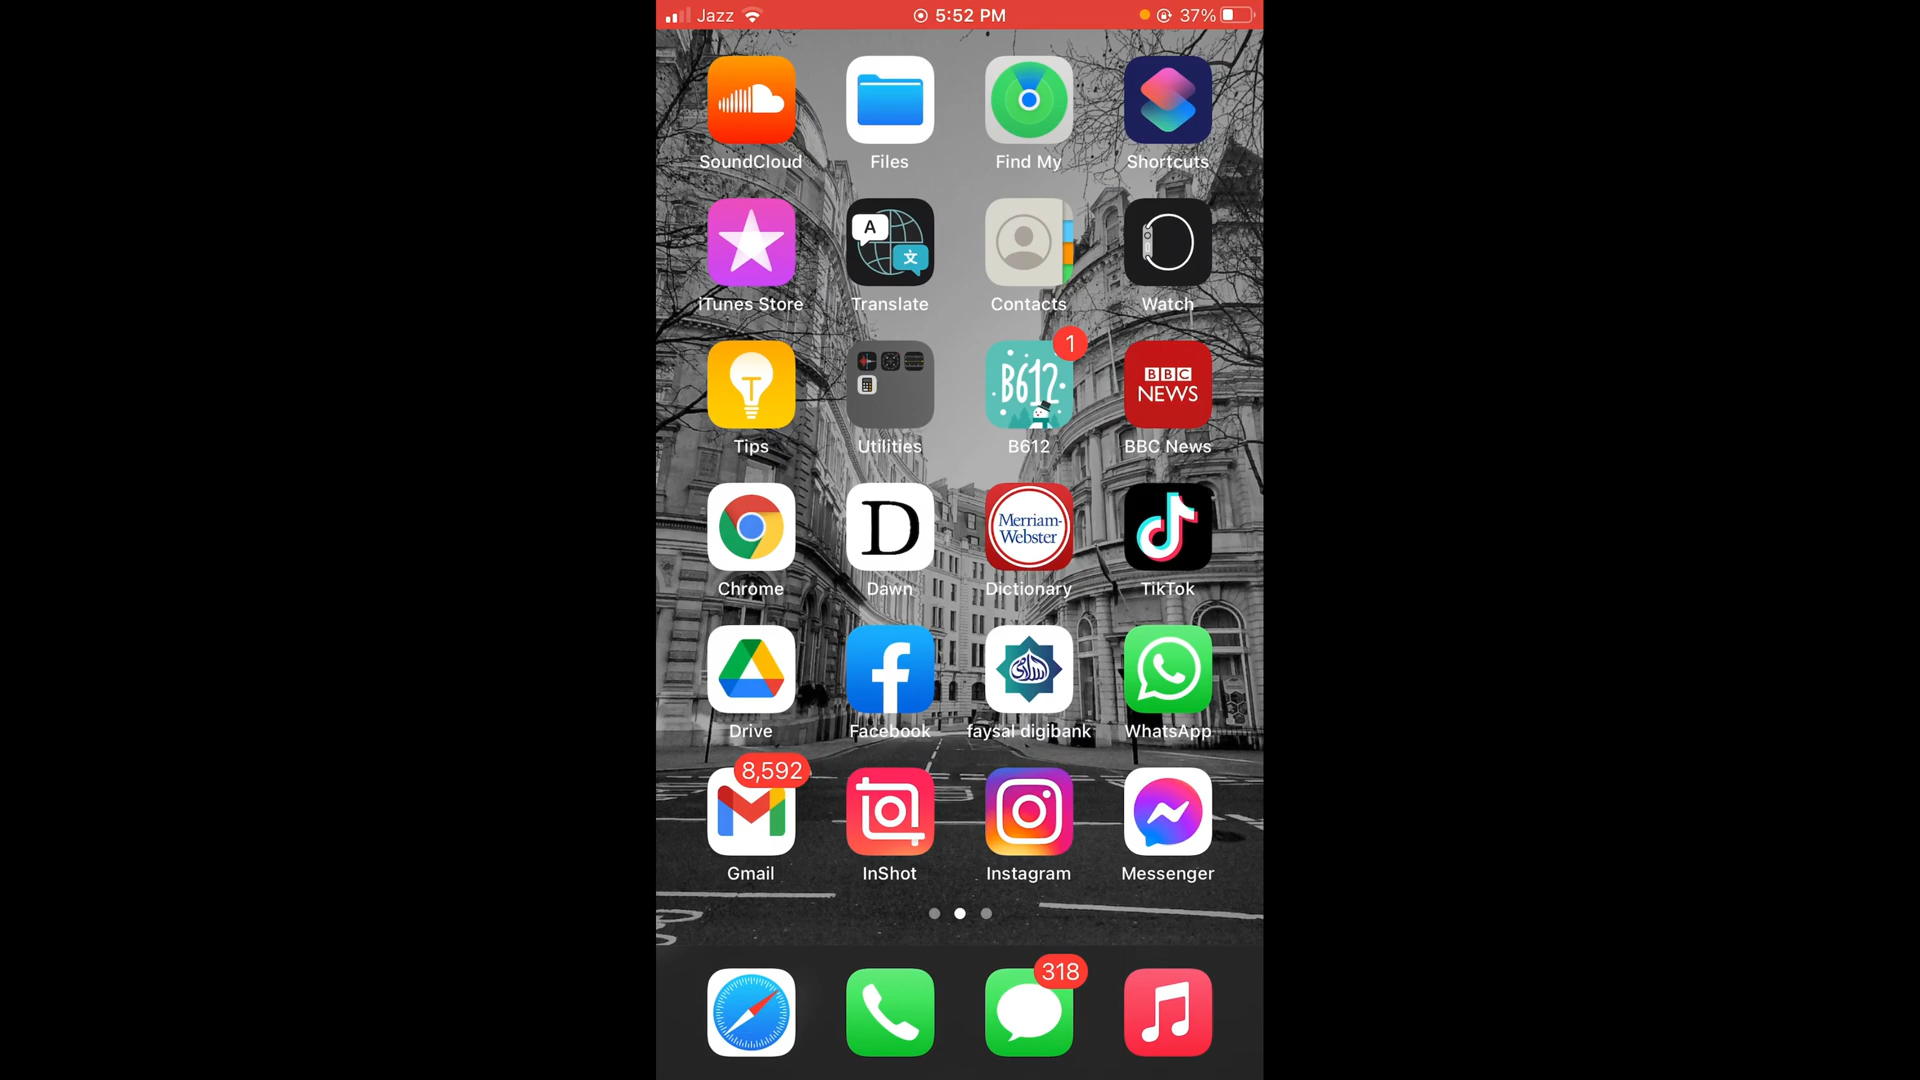 Jazz 5:52 PM 37%
SoundCloud Files Find My Shortcuts
A 文
iTunes Store Translate Contacts Watch
1
B612 BBC NEWS
Tips Utilities B612 BBC News
D Merriam-Webster
Chrome Dawn Dictionary TikTok
اسلامی
Drive Facebook faysal digibank WhatsApp
8,592
Gmail InShot Instagram Messenger
318